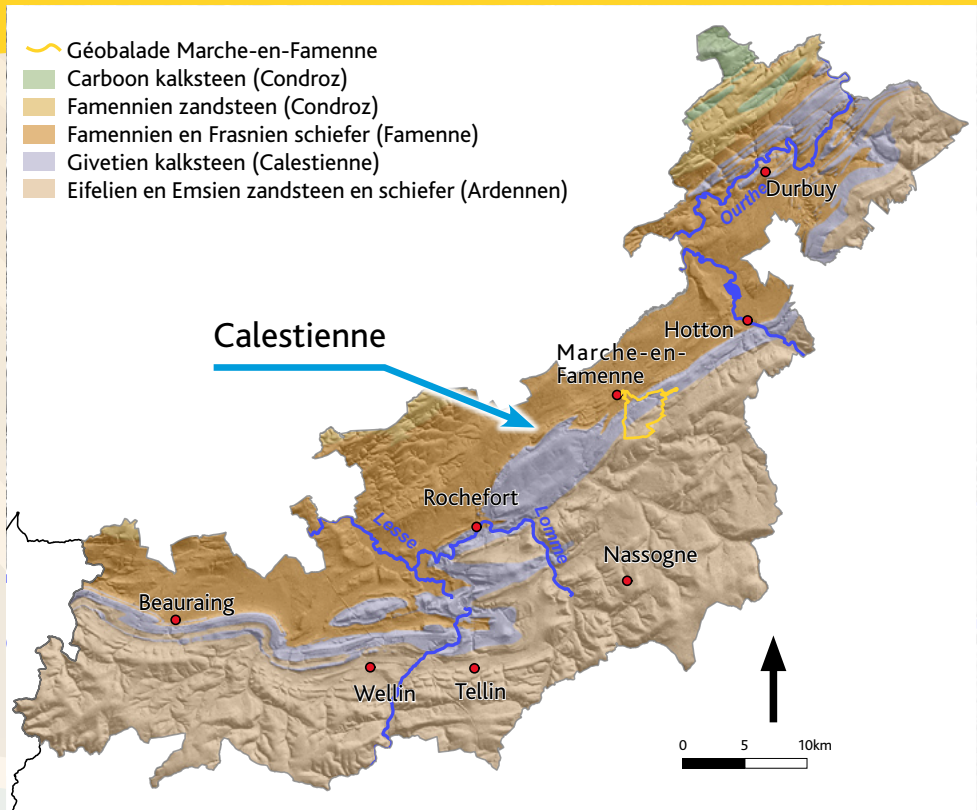 Géobalade Marche-en-Famenne
Carboon kalksteen (Condroz)
Famennien zandsteen (Condroz)
Famennien en Frasnien schiefer (Famenne)
Givetien kalksteen (Calestienne)
Eifelien en Emsien zandsteen en schiefer (Ardennen)
Ourthe
Durbuy
Calestienne
Hotton
Marche-en-
Famenne
Rochefort
Lesse
Lomme
Nassogne
Beauraing
Wellin
Tellin
0 5 10km